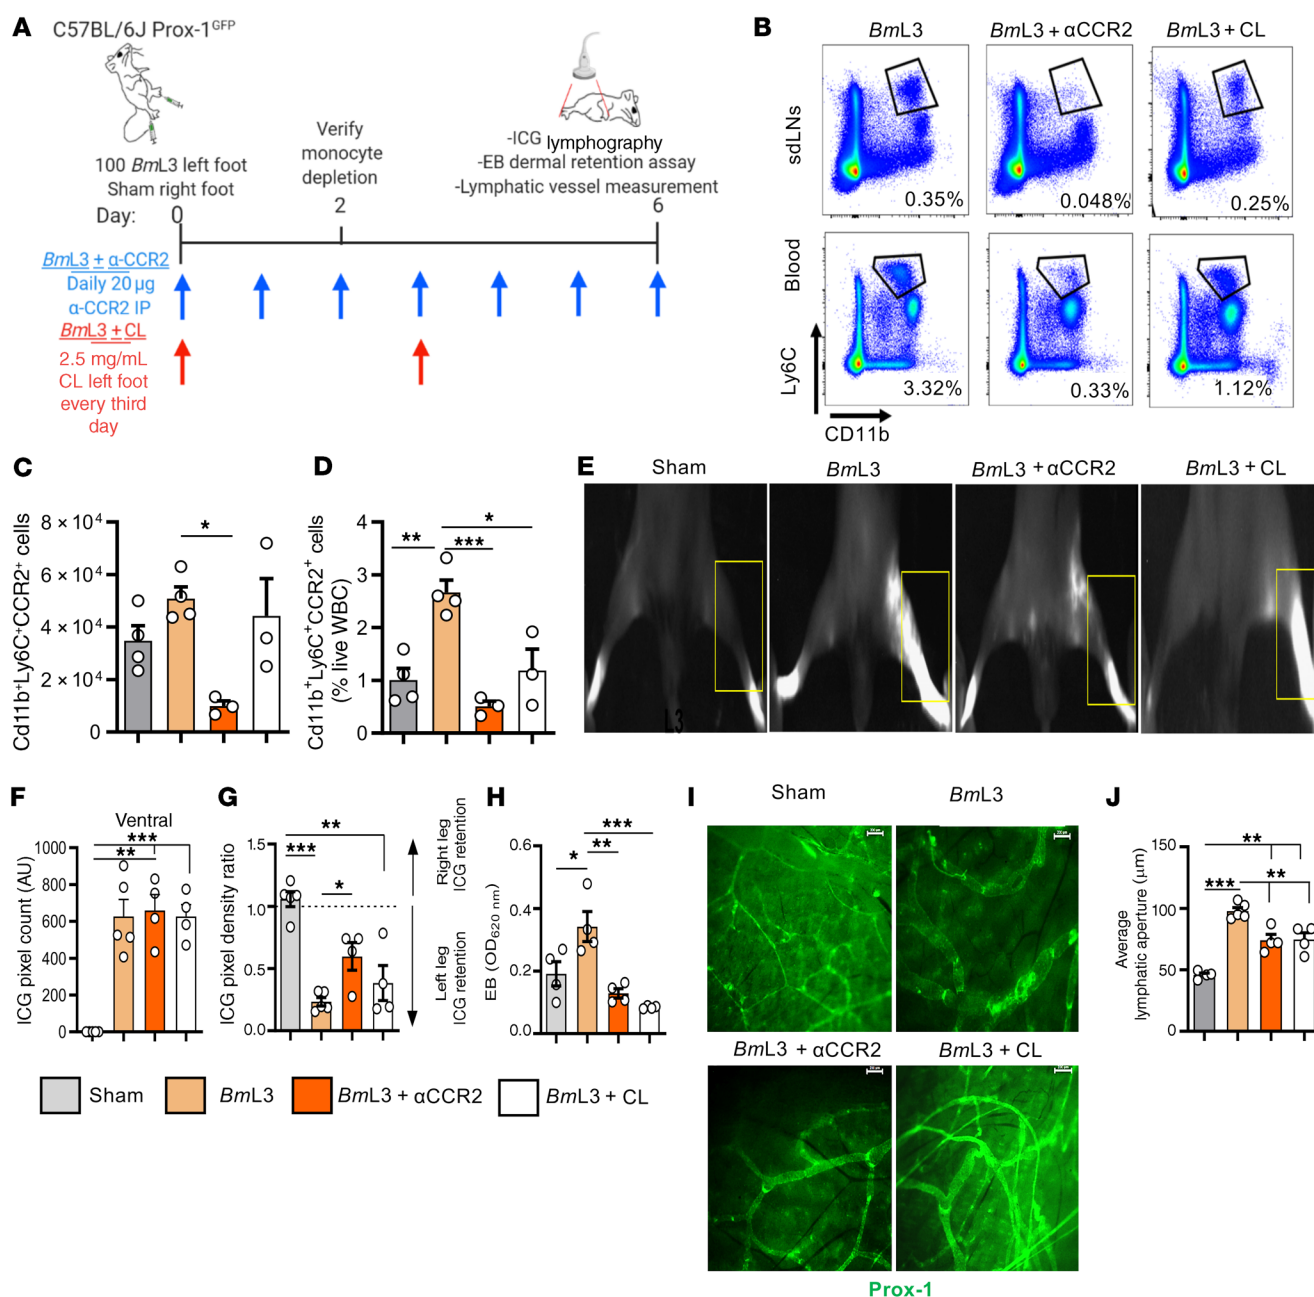 A
C57BL/6J Prox-1GFP
100 BmL3 left foot
Sham right foot
Verify
monocyte
depletion
-ICG lymphography
-EB dermal retention assay
-Lymphatic vessel measurement
Day: 0 2 6
BmL3 + α-CCR2
Daily 20 µg
α-CCR2 IP
BmL3 + CL
2.5 mg/mL
CL left foot
every third
day
B
BmL3 BmL3 + αCCR2 BmL3 + CL
sdLNs
0.35% 0.048% 0.25%
Blood
3.32% 0.33% 1.12%
Ly6C
CD11b
C
Cd11b+Ly6C+CCR2+ cells
8 × 10⁴
6 × 10⁴
4 × 10⁴
2 × 10⁴
0
*
D
Cd11b+Ly6C+CCR2+ cells
(% live WBC)
4
3
2
1
0
** *** *
E
Sham BmL3 BmL3 + αCCR2 BmL3 + CL
L3
F
Ventral
ICG pixel count (AU)
1000
800
600
400
200
0
***
**
G
ICG pixel density ratio
1.5
1.0
0.5
0.0
**
***
*
Right leg
ICG retention
Left leg
ICG retention
H
EB (OD620 nm)
0.6
0.4
0.2
0.0
***
**
*
I
Sham BmL3
BmL3 + αCCR2 BmL3 + CL
Prox-1
J
Average
lymphatic aperture (µm)
150
100
50
0
**
*** **
Sham BmL3 BmL3 + αCCR2 BmL3 + CL